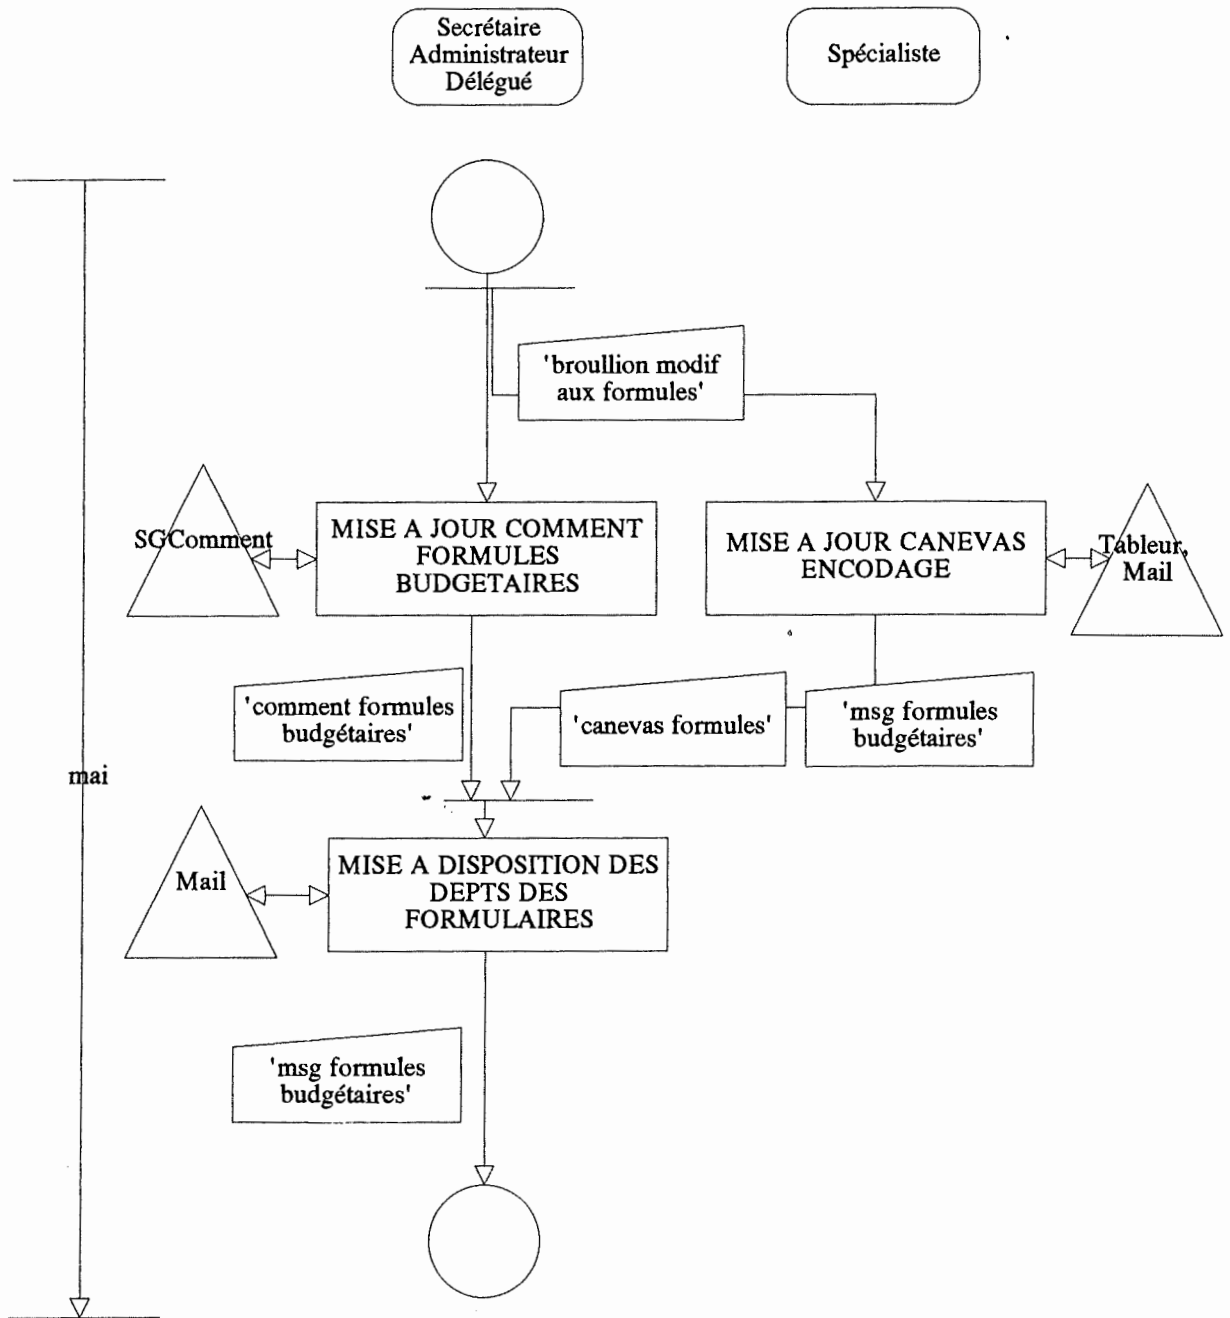 Secrétaire
Administrateur
Délégué
Spécialiste
'broullion modif
aux formules'
SGComment
MISE A JOUR COMMENT
FORMULES
BUDGETAIRES
MISE A JOUR CANEVAS
ENCODAGE
Tableur,
Mail
'comment formules
budgétaires'
'canevas formules'
'msg formules
budgétaires'
mai
Mail
MISE A DISPOSITION DES
DEPTS DES
FORMULAIRES
'msg formules
budgétaires'